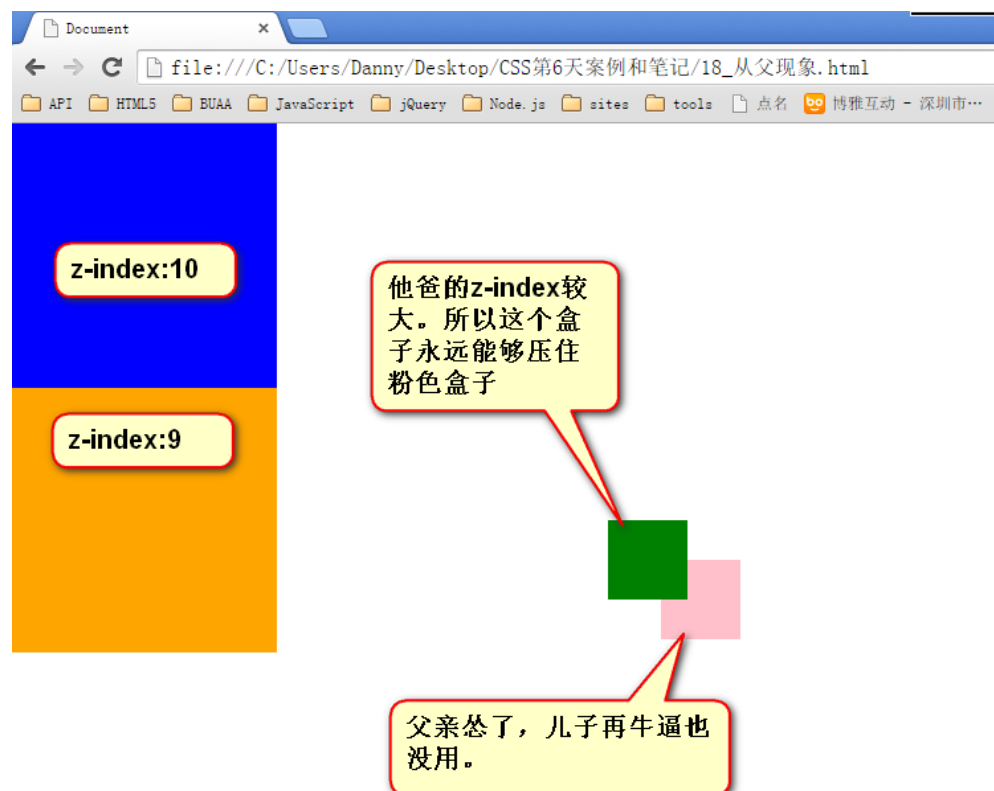 Document
file:///C:/Users/Danny/Desktop/CSS第6天案例和笔记/18_从父现象.html
API HTML5 BUAA JavaScript jQuery Node.js sites tools 点名 博雅互动 - 深圳市…
z-index:10
他爸的z-index较
大。所以这个盒
子永远能够压住
粉色盒子
z-index:9
父亲怂了，儿子再牛逼也
没用。